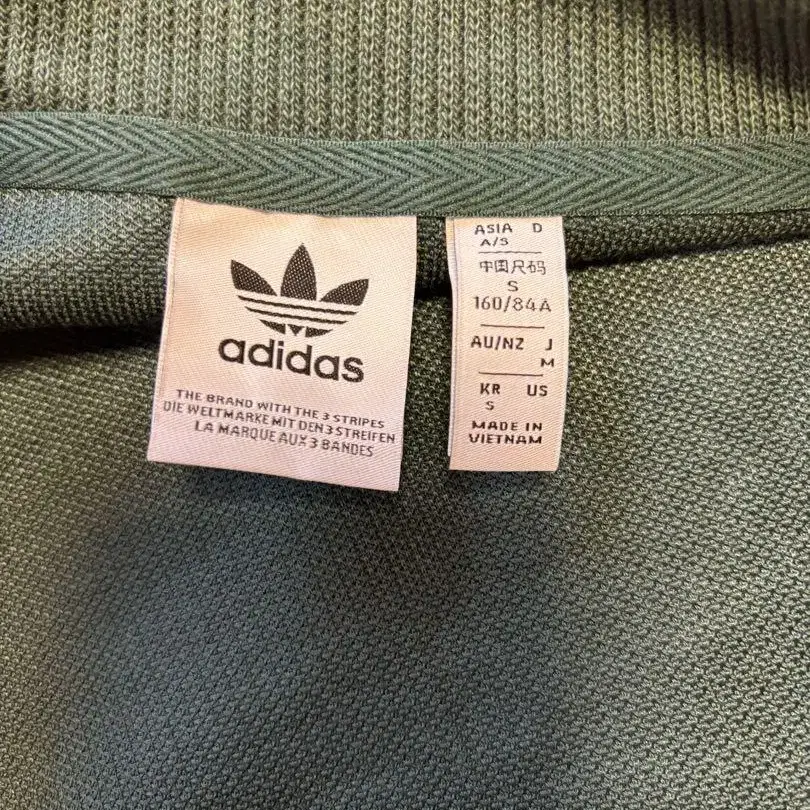 adidas
THE BRAND WITH THE 3 STRIPES
DIE WELTMARKE MIT DEN 3 STREIFEN
LA MARQUE AUX 3 BANDES
ASIA D
A/S
中国尺码
S
160/84A
AU/NZ J
M
KR US
S
MADE IN
VIETNAM